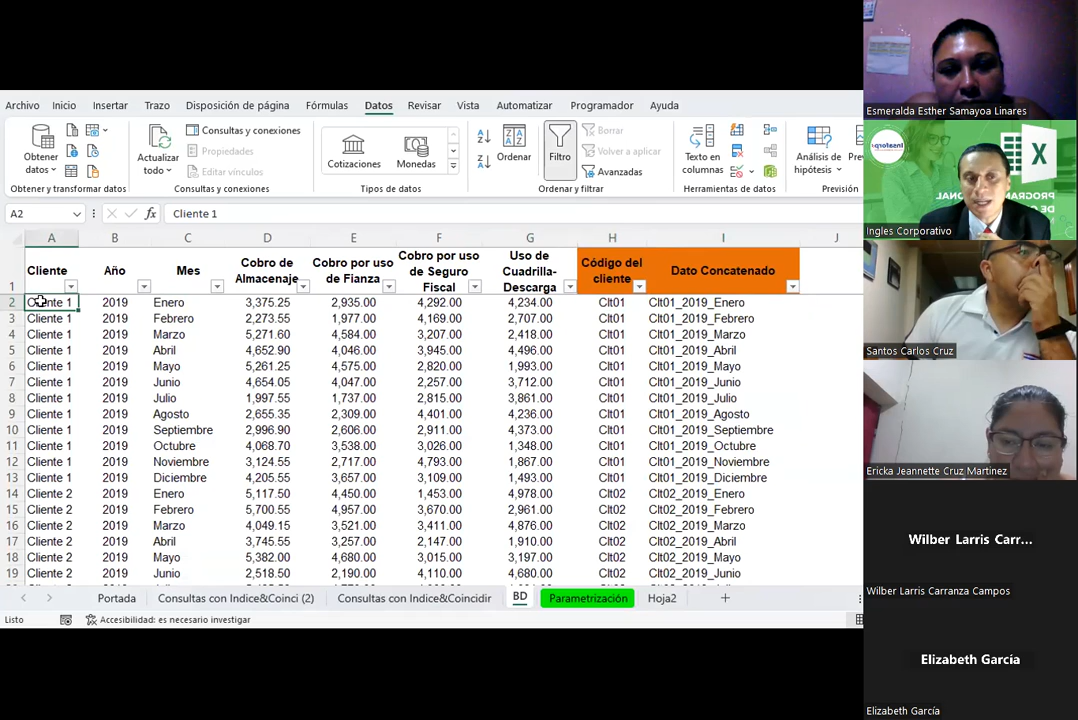 Archivo Inicio Insertar Trazo Disposición de página Fórmulas Datos Revisar Vista Automatizar Programador Ayuda
Obtener datos
Actualizar todo
Consultas y conexiones
Propiedades
Editar vínculos
Cotizaciones
Monedas
Ordenar
Filtro
Borrar
Volver a aplicar
Avanzadas
Texto en columnas
Análisis de hipótesis
Obtener y transformar datos Consultas y conexiones Tipos de datos Ordenar y filtrar Herramientas de datos Previsión
A2 fx Cliente 1
A B C D E F G H I J
1 Cliente Año Mes Cobro de Almacenaje Cobro por uso de Fianza Cobro por uso de Seguro Fiscal Uso de Cuadrilla-Descarga Código del cliente Dato Concatenado
2 Cliente 1 2019 Enero 3,375.25 2,935.00 4,292.00 4,234.00 Clt01 Clt01_2019_Enero
3 Cliente 1 2019 Febrero 2,273.55 1,977.00 4,169.00 2,707.00 Clt01 Clt01_2019_Febrero
4 Cliente 1 2019 Marzo 5,271.60 4,584.00 3,207.00 2,418.00 Clt01 Clt01_2019_Marzo
5 Cliente 1 2019 Abril 4,652.90 4,046.00 3,945.00 4,496.00 Clt01 Clt01_2019_Abril
6 Cliente 1 2019 Mayo 5,261.25 4,575.00 2,820.00 1,993.00 Clt01 Clt01_2019_Mayo
7 Cliente 1 2019 Junio 4,654.05 4,047.00 2,257.00 3,712.00 Clt01 Clt01_2019_Junio
8 Cliente 1 2019 Julio 1,997.55 1,737.00 2,815.00 3,861.00 Clt01 Clt01_2019_Julio
9 Cliente 1 2019 Agosto 2,655.35 2,309.00 4,401.00 4,236.00 Clt01 Clt01_2019_Agosto
10 Cliente 1 2019 Septiembre 2,996.90 2,606.00 2,911.00 4,373.00 Clt01 Clt01_2019_Septiembre
11 Cliente 1 2019 Octubre 4,068.70 3,538.00 3,026.00 1,348.00 Clt01 Clt01_2019_Octubre
12 Cliente 1 2019 Noviembre 3,124.55 2,717.00 4,793.00 1,867.00 Clt01 Clt01_2019_Noviembre
13 Cliente 1 2019 Diciembre 4,205.55 3,657.00 3,109.00 1,493.00 Clt01 Clt01_2019_Diciembre
14 Cliente 2 2019 Enero 5,117.50 4,450.00 1,453.00 4,978.00 Clt02 Clt02_2019_Enero
15 Cliente 2 2019 Febrero 5,700.55 4,957.00 3,670.00 2,961.00 Clt02 Clt02_2019_Febrero
16 Cliente 2 2019 Marzo 4,049.15 3,521.00 3,411.00 4,876.00 Clt02 Clt02_2019_Marzo
17 Cliente 2 2019 Abril 3,745.55 3,257.00 2,147.00 1,910.00 Clt02 Clt02_2019_Abril
18 Cliente 2 2019 Mayo 5,382.00 4,680.00 3,015.00 3,197.00 Clt02 Clt02_2019_Mayo
19 Cliente 2 2019 Junio 2,518.50 2,190.00 4,110.00 4,680.00 Clt02 Clt02_2019_Junio
Portada Consultas con Indice&Coinci (2) Consultas con Indice&Coincidir BD Parametrización Hoja2
Listo Accesibilidad: es necesario investigar
Esmeralda Esther Samayoa Linares
Ingles Corporativo
Santos Carlos Cruz
Ericka Jeannette Cruz Martinez
Wilber Larris Carr...
Wilber Larris Carranza Campos
Elizabeth García
Elizabeth García